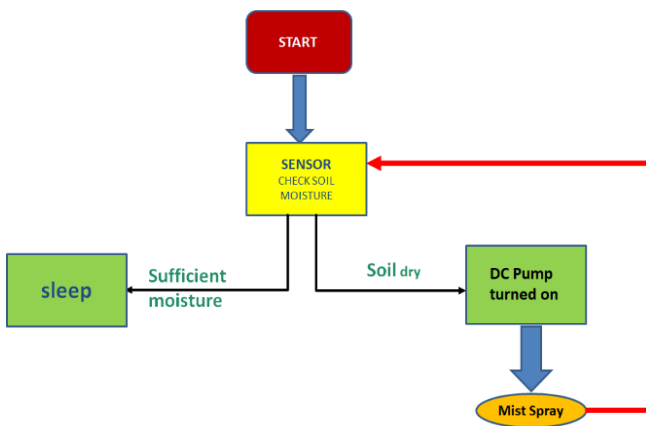 START
SENSOR
CHECK SOIL
MOISTURE
Sufficient
moisture
Soil dry
sleep
DC Pump
turned on
Mist Spray